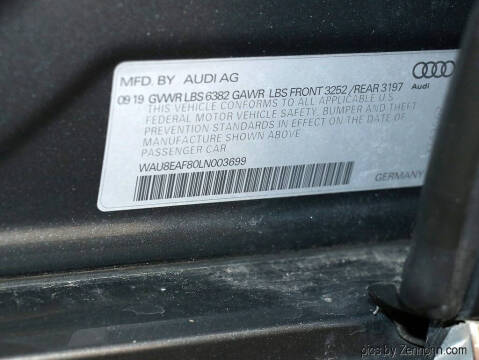 MFD. BY AUDI AG
09 19 GVWR LBS 6382 GAWR LBS FRONT 3252 /REAR 3197
THIS VEHICLE CONFORMS TO ALL APPLICABLE U.S
FEDERAL MOTOR VEHICLE SAFETY, BUMPER AND THEFT
PREVENTION STANDARDS IN EFFECT ON THE DATE OF
MANUFACTURE SHOWN ABOVE
PASSENGER CAR
WAU8EAF80LN003699
Audi
GERMANY
pics by Zenhorn.com